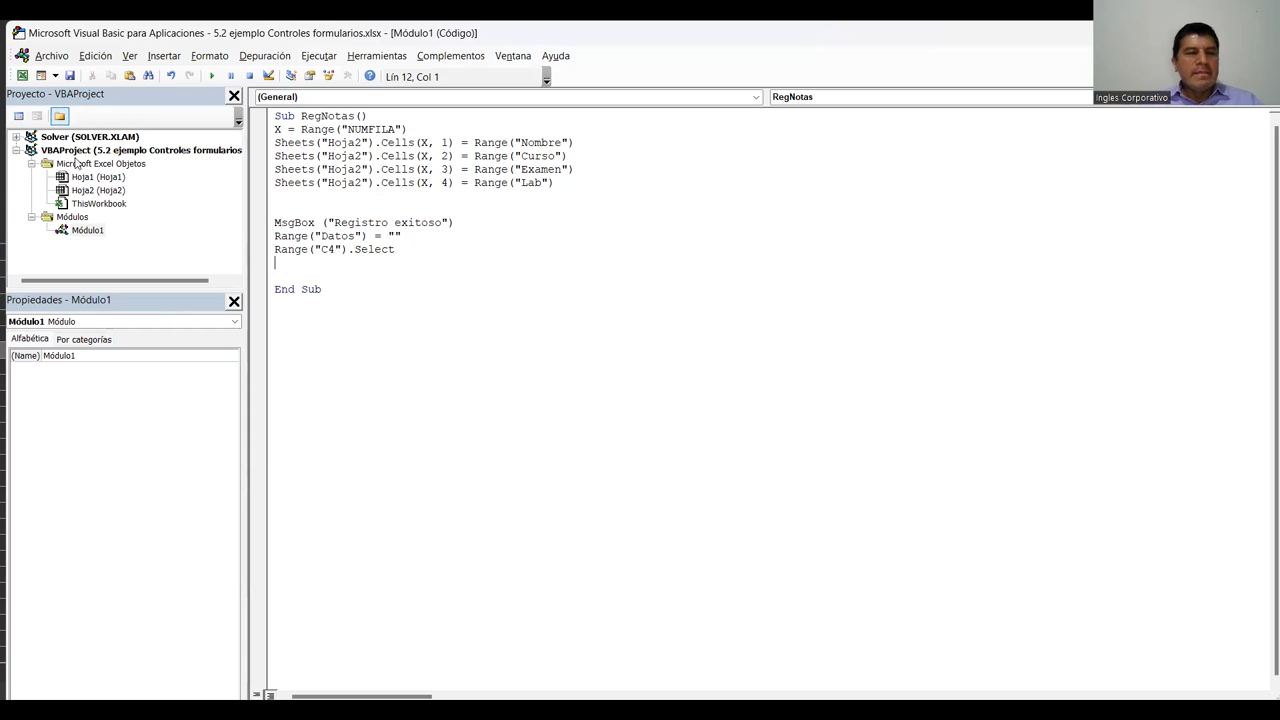 Microsoft Visual Basic para Aplicaciones - 5.2 ejemplo Controles formularios.xlsx - [Módulo1 (Código)]
Archivo Edición Ver Insertar Formato Depuración Ejecutar Herramientas Complementos Ventana Ayuda
Lín 12, Col 1
Ingles Corporativo
Proyecto - VBAProject
Solver (SOLVER.XLAM)
VBAProject (5.2 ejemplo Controles formularios
Microsoft Excel Objetos
Hoja1 (Hoja1)
Hoja2 (Hoja2)
ThisWorkbook
Módulos
Módulo1
Propiedades - Módulo1
Módulo1 Módulo
Alfabética Por categorías
(Name) Módulo1
(General) RegNotas
Sub RegNotas()
X = Range("NUMFILA")
Sheets("Hoja2").Cells(X, 1) = Range("Nombre")
Sheets("Hoja2").Cells(X, 2) = Range("Curso")
Sheets("Hoja2").Cells(X, 3) = Range("Examen")
Sheets("Hoja2").Cells(X, 4) = Range("Lab")
MsgBox ("Registro exitoso")
Range("Datos") = ""
Range("C4").Select
End Sub